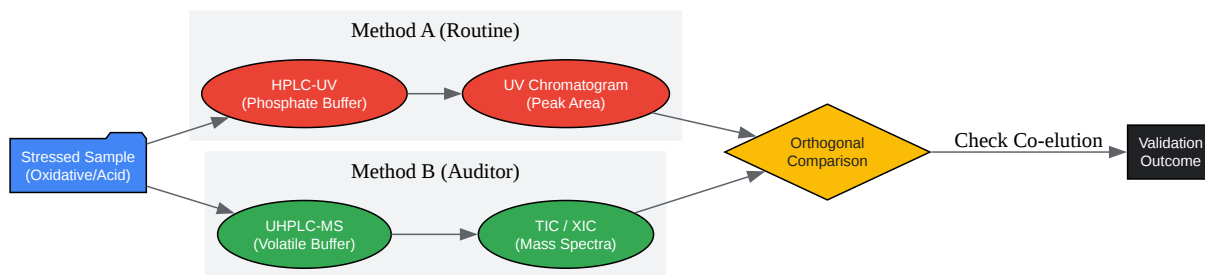 Method A (Routine)
HPLC-UV
(Phosphate Buffer)
UV Chromatogram
(Peak Area)
Stressed Sample
(Oxidative/Acid)
Orthogonal
Comparison
Check Co-elution
Validation
Outcome
Method B (Auditor)
UHPLC-MS
(Volatile Buffer)
TIC / XIC
(Mass Spectra)